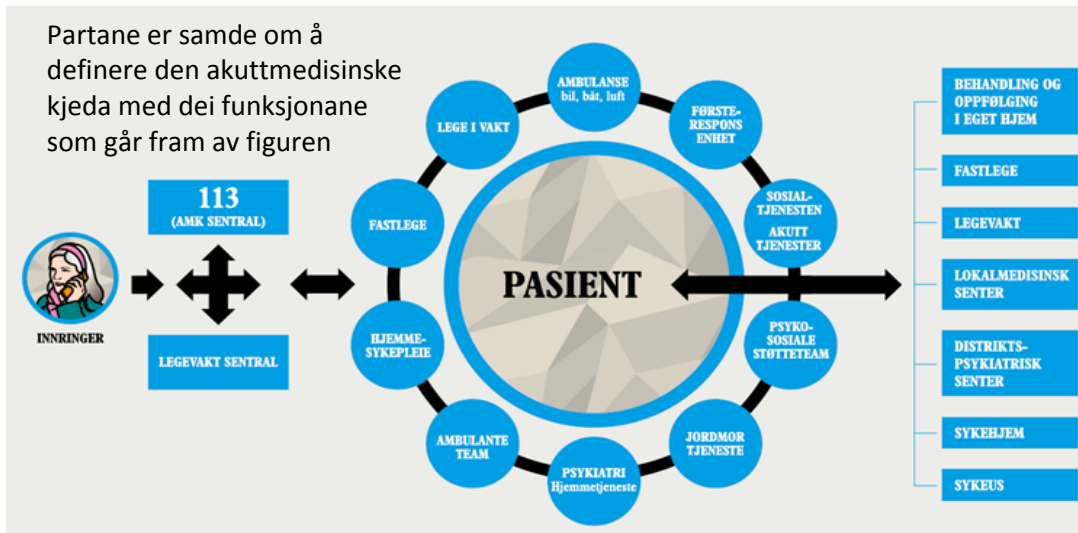 Partane er samde om å
definere den akuttmedisinske
kjeda med dei funksjonane
som går fram av figuren
INNRINGER
113
(AMK SENTRAL)
LEGEVAKT SENTRAL
AMBULANSE
bil, båt, luft
FØRSTE-
RESPONS
ENHET
SOSIAL-
TJENESTEN
AKUTT
TJENESTER
PSYKO-
SOSIALE
STØTTETEAM
JORDMOR
TJENESTE
PSYKIATRI
Hjemmetjeneste
AMBULANTE
TEAM
HJEMME-
SYKEPLEIE
FASTLEGE
LEGE I VAKT
PASIENT
BEHANDLING OG
OPPFØLGING
I EGET HJEM
FASTLEGE
LEGEVAKT
LOKALMEDISINSK
SENTER
DISTRIKTS-
PSYKIATRISK
SENTER
SYKEHJEM
SYKEUS